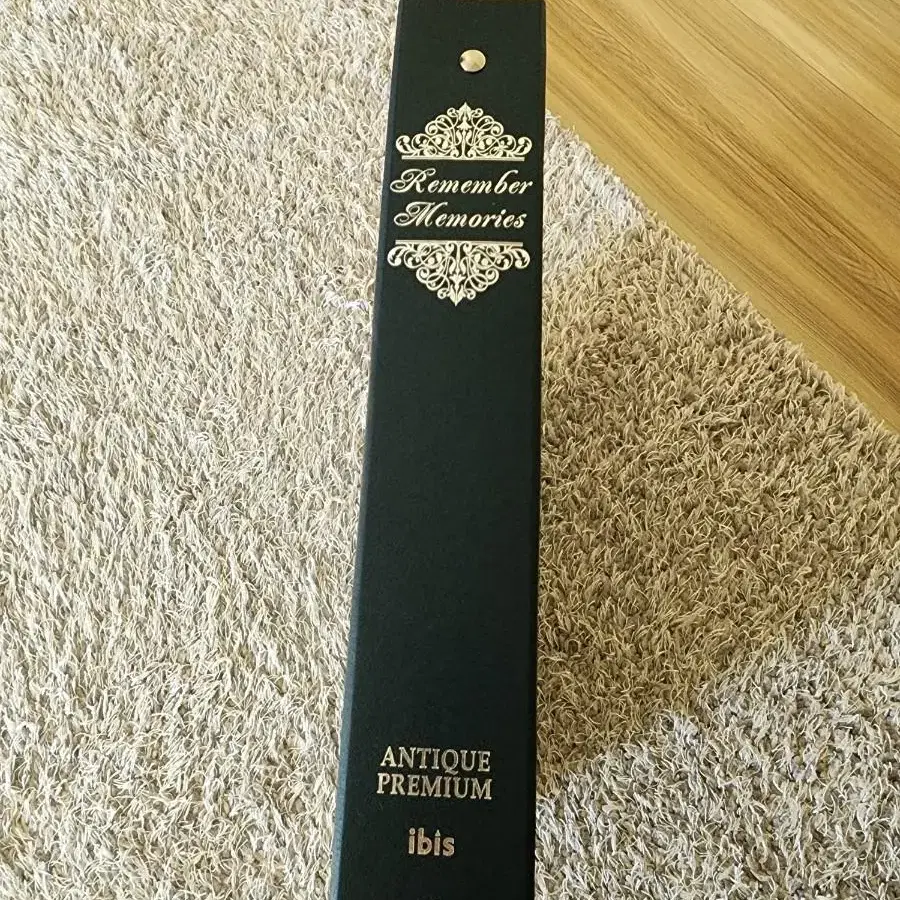 Remember
Memories
ANTIQUE
PREMIUM
ibis